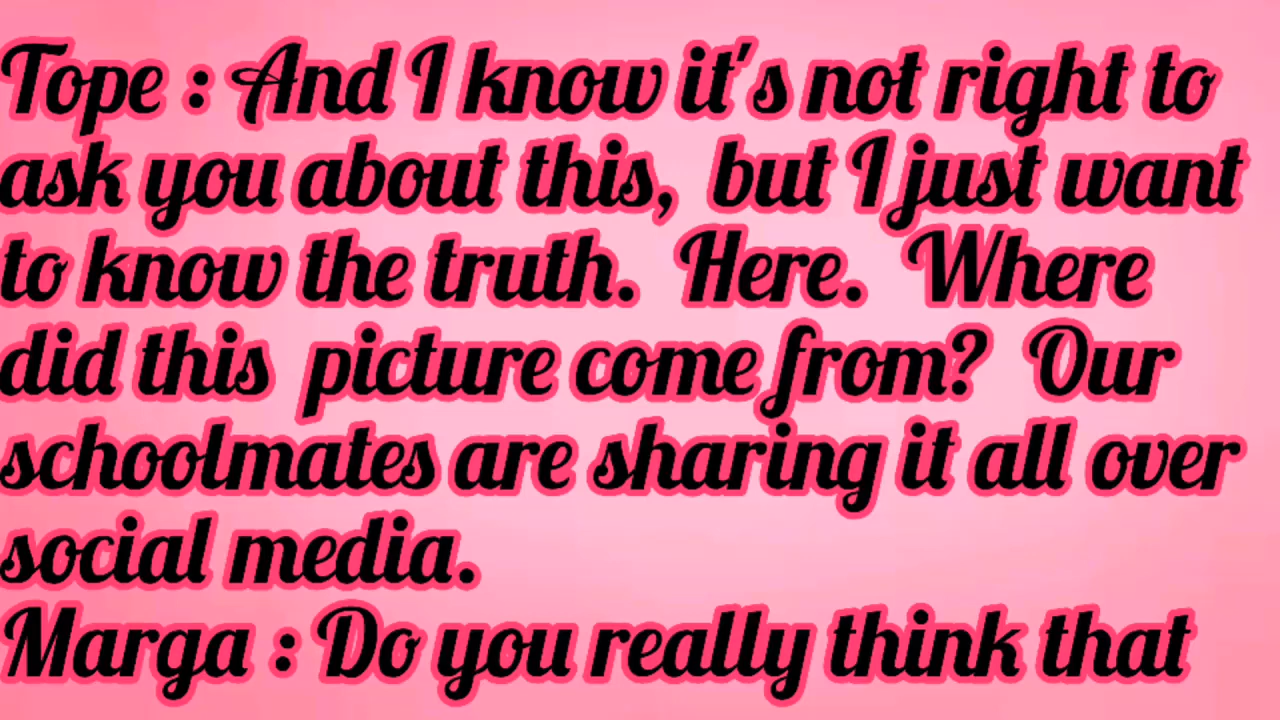 Tope : And I know it's not right to
ask you about this, but I just want
to know the truth. Here. Where
did this picture come from? Our
schoolmates are sharing it all over
social media.
Marga : Do you really think that